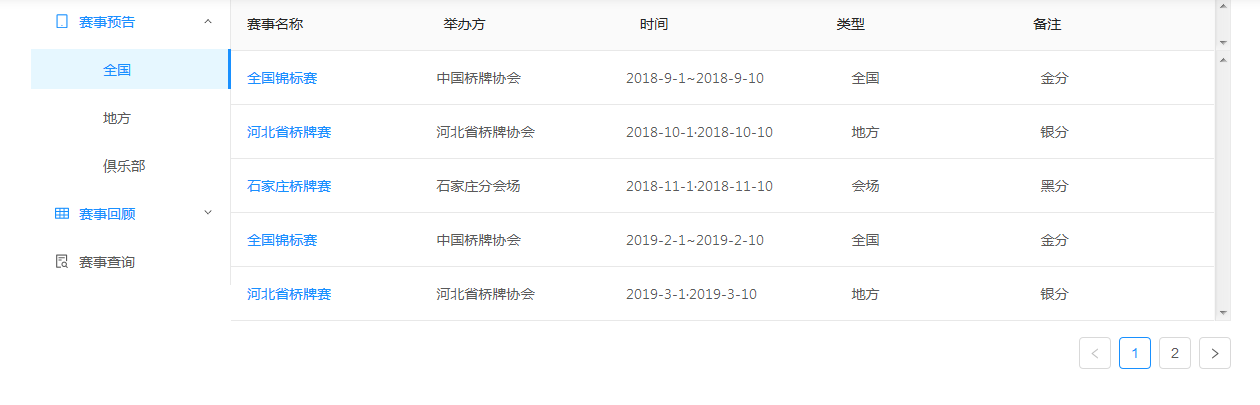 赛事预告
全国
地方
俱乐部
赛事回顾
赛事查询
赛事名称 举办方 时间 类型 备注
全国锦标赛 中国桥牌协会 2018-9-1~2018-9-10 全国 金分
河北省桥牌赛 河北省桥牌协会 2018-10-1·2018-10-10 地方 银分
石家庄桥牌赛 石家庄分会场 2018-11-1·2018-11-10 会场 黑分
全国锦标赛 中国桥牌协会 2019-2-1~2019-2-10 全国 金分
河北省桥牌赛 河北省桥牌协会 2019-3-1·2019-3-10 地方 银分
< 1 2 >